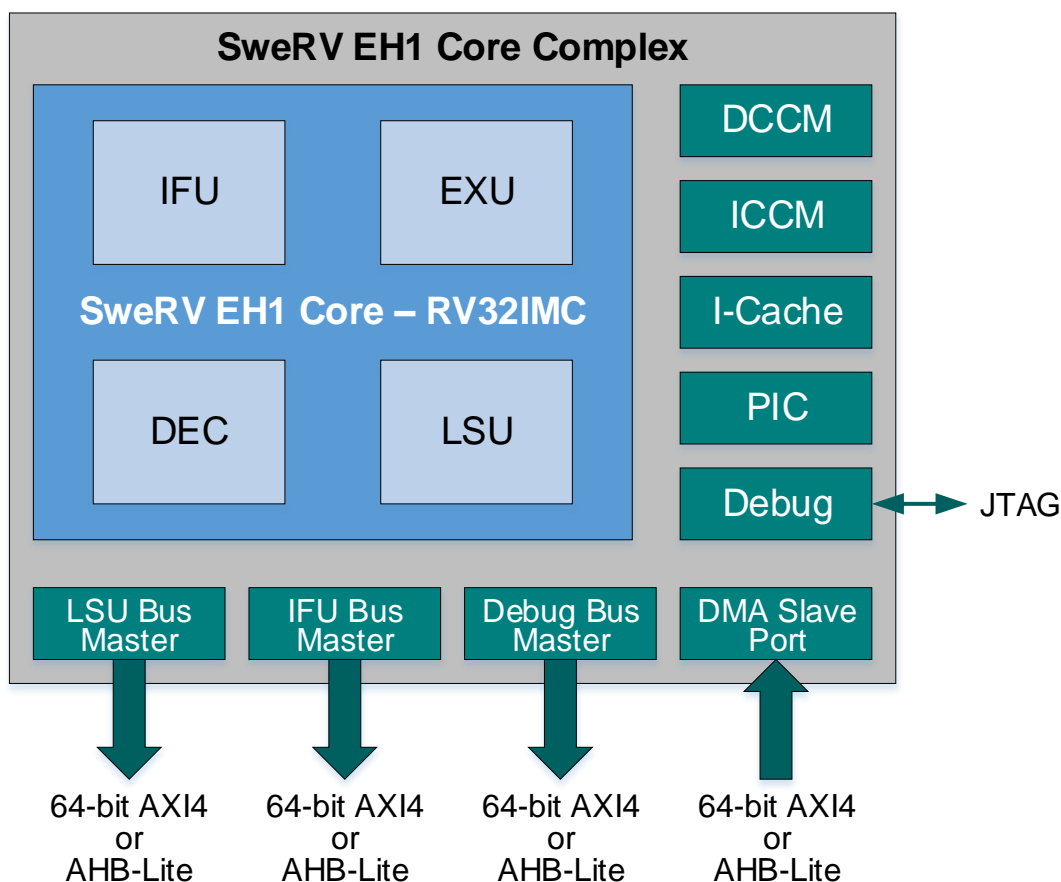 SweRV EH1 Core Complex
IFU
EXU
SweRV EH1 Core – RV32IMC
DEC
LSU
DCCM
ICCM
I-Cache
PIC
Debug
JTAG
LSU Bus
Master
IFU Bus
Master
Debug Bus
Master
DMA Slave
Port
64-bit AXI4
or
AHB-Lite
64-bit AXI4
or
AHB-Lite
64-bit AXI4
or
AHB-Lite
64-bit AXI4
or
AHB-Lite